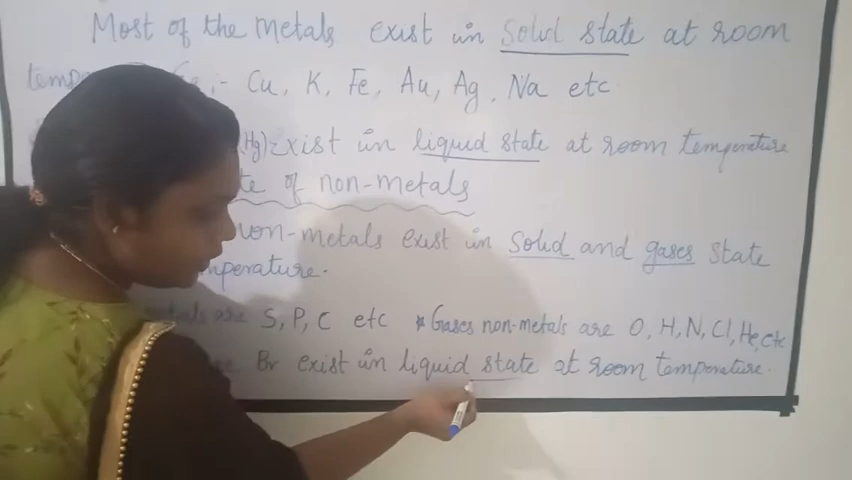 Most of the metals exist in solid state at room
Cu, K, Fe, Au, Ag, Na etc
(Hg) exist in liquid state at room temperature
of non-metals
non-metals exist in solid and gases state
S, P, C etc * Gases non-metals are O, H, N, Cl, He, etc
Br exist in liquid state at room temperature.